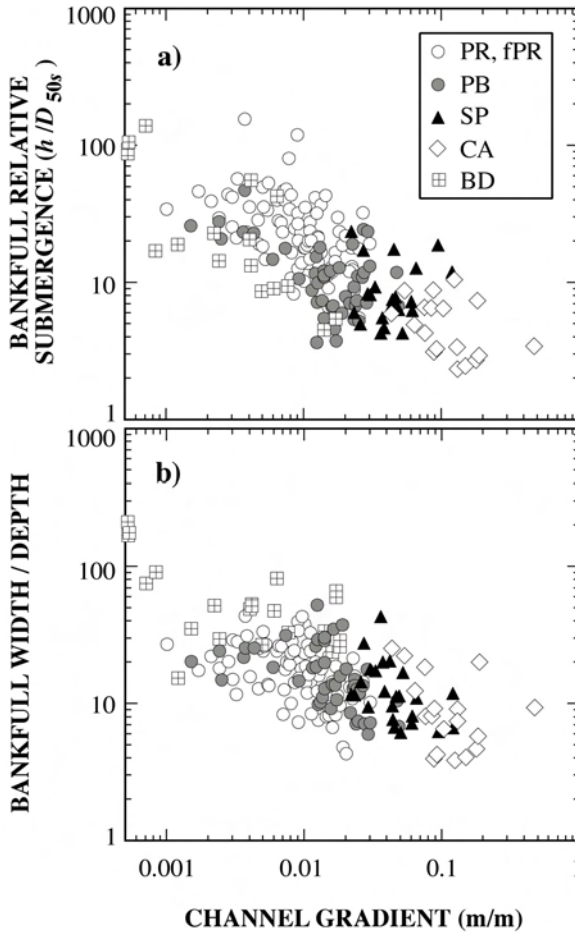 1000
a)
PR, fPR
PB
SP
CA
BD
100
10
1
BANKFULL RELATIVE
SUBMERGENCE (h/D50s)
1000
b)
100
10
1
BANKFULL WIDTH / DEPTH
0.001 0.01 0.1 1
CHANNEL GRADIENT (m/m)